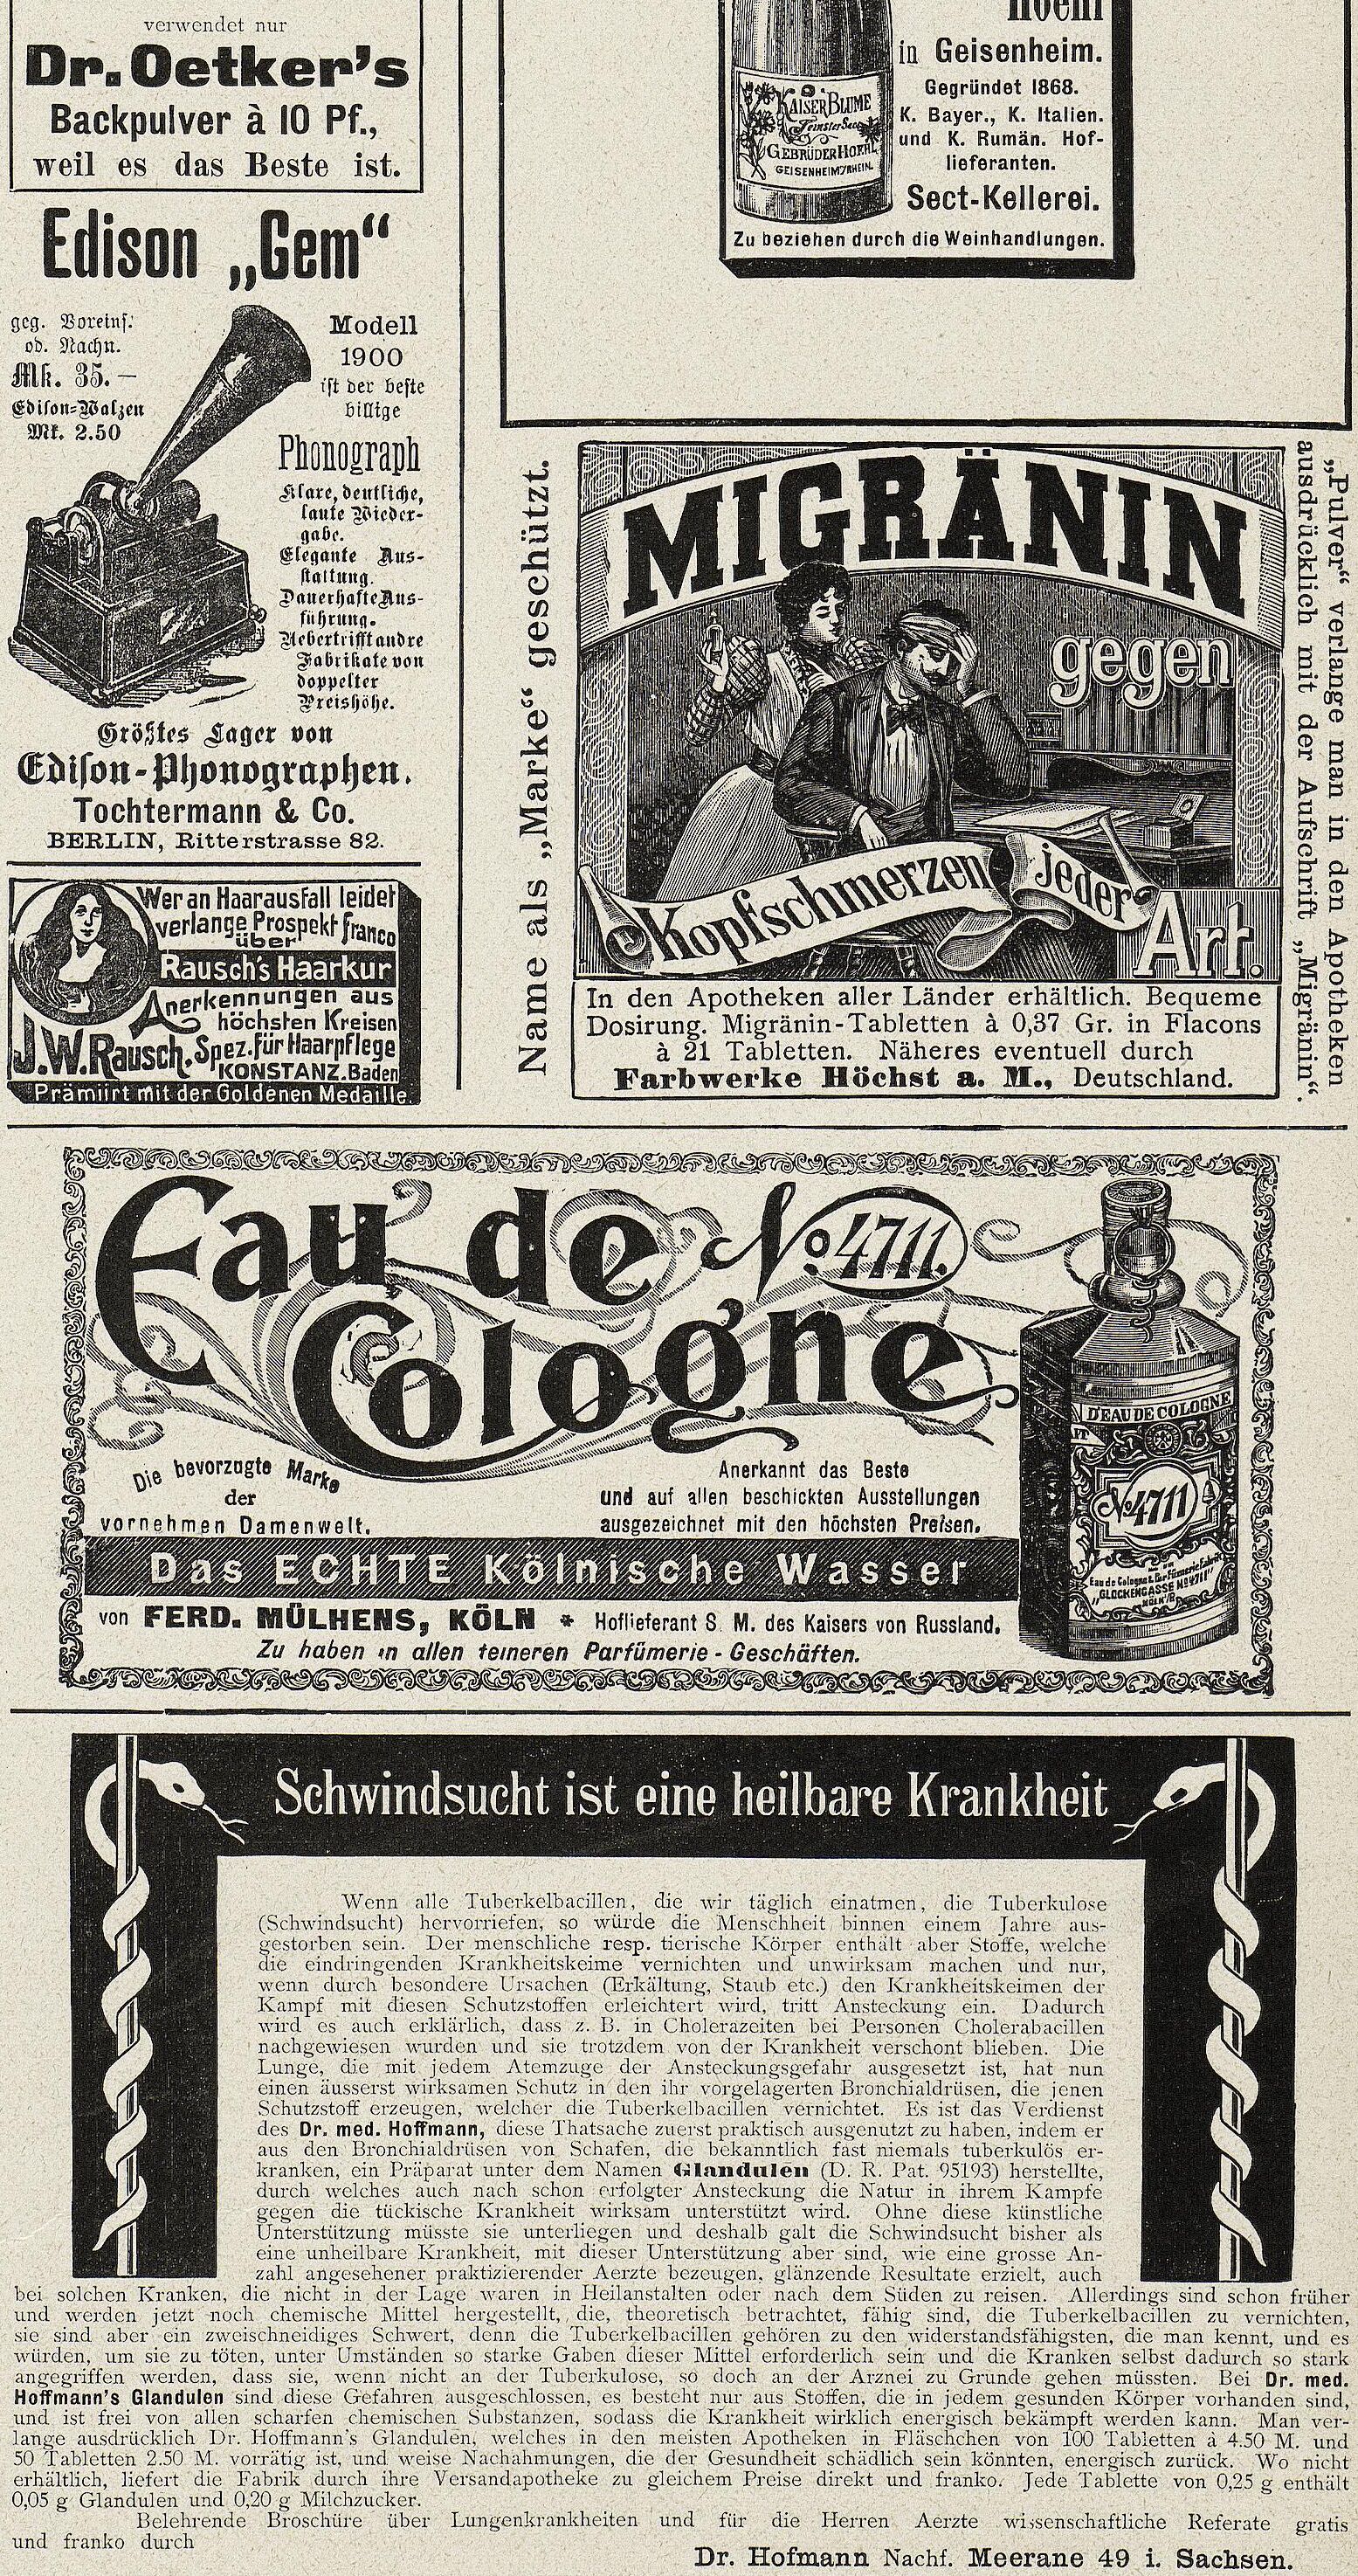 verwendet nur
Dr. Oetker's
Backpulver à 10 Pf.,
weil es das Beste ist.
Edison „Gem“
geg. Voreins.
od. Nachn.
Mk. 35.—
Edison-Walzen
Mk. 2.50
Modell
1900
ist der beste
billige
Phonograph
Klare, deutliche,
laute Wieder-
gabe.
Elegante Aus-
stattung.
Dauerhafte Aus-
führung.
Uebertrifft andre
Fabrikate von
doppelter
Preishöhe.
Größtes Lager von
Edison-Phonographen.
Tochtermann & Co.
BERLIN, Ritterstrasse 82.
Wer an Haarausfall leidet
verlange Prospekt franco
über
Rausch's Haarkur
Anerkennungen aus
höchsten Kreisen
J. W. Rausch. Spez. für Haarpflege
KONSTANZ. Baden
Prämiirt mit der Goldenen Medaille.
Hoehl
in Geisenheim.
Gegründet 1868.
K. Bayer., K. Italien.
und K. Rumän. Hof-
lieferanten.
Sect-Kellerei.
KAISER BLUME
Feinster Sect
GEBRÜDER HOEHL
GEISENHEIM/RHEIN.
Zu beziehen durch die Weinhandlungen.
Name als „Marke“ geschützt.
MIGRÄNIN
gegen
Kopfschmerzen jeder
Art.
In den Apotheken aller Länder erhältlich. Bequeme
Dosirung. Migränin-Tabletten à 0,37 Gr. in Flacons
à 21 Tabletten. Näheres eventuell durch
Farbwerke Höchst a. M., Deutschland.
„Pulver“ verlange man in den Apotheken
ausdrücklich mit der Aufschrift „Migränin“.
Eau de No. 4711.
Cologne
Die bevorzugte Marke
der
vornehmen Damenwelt.
Anerkannt das Beste
und auf allen beschickten Ausstellungen
ausgezeichnet mit den höchsten Preisen.
Das ECHTE Kölnische Wasser
von FERD. MÜLHENS, KÖLN * Hoflieferant S. M. des Kaisers von Russland.
Zu haben in allen feineren Parfümerie-Geschäften.
D'EAU DE COLOGNE
No 4711
Eau de Cologne & Parfümerie Fabrik
„GLOCKENGASSE No 4711“
KÖLN a/R
Schwindsucht ist eine heilbare Krankheit
Wenn alle Tuberkelbacillen, die wir täglich einatmen, die Tuberkulose
(Schwindsucht) hervorriefen, so würde die Menschheit binnen einem Jahre aus-
gestorben sein. Der menschliche resp. tierische Körper enthält aber Stoffe, welche
die eindringenden Krankheitskeime vernichten und unwirksam machen und nur,
wenn durch besondere Ursachen (Erkältung, Staub etc.) den Krankheitskeimen der
Kampf mit diesen Schutzstoffen erleichtert wird, tritt Ansteckung ein. Dadurch
wird es auch erklärlich, dass z. B. in Cholerazeiten bei Personen Cholerabacillen
nachgewiesen wurden und sie trotzdem von der Krankheit verschont blieben. Die
Lunge, die mit jedem Atemzuge der Ansteckungsgefahr ausgesetzt ist, hat nun
einen äusserst wirksamen Schutz in den ihr vorgelagerten Bronchialdrüsen, die jenen
Schutzstoff erzeugen, welcher die Tuberkelbacillen vernichtet. Es ist das Verdienst
des Dr. med. Hoffmann, diese Thatsache zuerst praktisch ausgenutzt zu haben, indem er
aus den Bronchialdrüsen von Schafen, die bekanntlich fast niemals tuberkulös er-
kranken, ein Präparat unter dem Namen Glandulen (D. R. Pat. 95193) herstellte,
durch welches auch nach schon erfolgter Ansteckung die Natur in ihrem Kampfe
gegen die tückische Krankheit wirksam unterstützt wird. Ohne diese künstliche
Unterstützung müsste sie unterliegen und deshalb galt die Schwindsucht bisher als
eine unheilbare Krankheit, mit dieser Unterstützung aber sind, wie eine grosse An-
zahl angesehener praktizierender Aerzte bezeugen, glänzende Resultate erzielt, auch
bei solchen Kranken, die nicht in der Lage waren in Heilanstalten oder nach dem Süden zu reisen. Allerdings sind schon früher
und werden jetzt noch chemische Mittel hergestellt, die, theoretisch betrachtet, fähig sind, die Tuberkelbacillen zu vernichten,
sie sind aber ein zweischneidiges Schwert, denn die Tuberkelbacillen gehören zu den widerstandsfähigsten, die man kennt, und es
würden, um sie zu töten, unter Umständen so starke Gaben dieser Mittel erforderlich sein und die Kranken selbst dadurch so stark
angegriffen werden, dass sie, wenn nicht an der Tuberkulose, so doch an der Arznei zu Grunde gehen müssten. Bei Dr. med.
Hoffmann's Glandulen sind diese Gefahren ausgeschlossen, es besteht nur aus Stoffen, die in jedem gesunden Körper vorhanden sind,
und ist frei von allen scharfen chemischen Substanzen, sodass die Krankheit wirklich energisch bekämpft werden kann. Man ver-
lange ausdrücklich Dr. Hoffmann's Glandulen, welches in den meisten Apotheken in Fläschchen von 100 Tabletten à 4.50 M. und
50 Tabletten 2.50 M. vorrätig ist, und weise Nachahmungen, die der Gesundheit schädlich sein könnten, energisch zurück. Wo nicht
erhältlich, liefert die Fabrik durch ihre Versandapotheke zu gleichem Preise direkt und franko. Jede Tablette von 0,25 g enthält
0,05 g Glandulen und 0,20 g Milchzucker.
Belehrende Broschüre über Lungenkrankheiten und für die Herren Aerzte wissenschaftliche Referate gratis
und franko durch
Dr. Hofmann Nachf. Meerane 49 i. Sachsen.